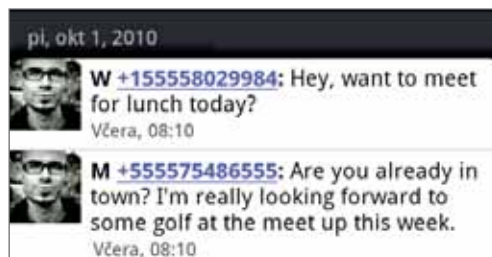 pi, okt 1, 2010
W +155558029984: Hey, want to meet
for lunch today?
Včera, 08:10
M +555575486555: Are you already in
town? I'm really looking forward to
some golf at the meet up this week.
Včera, 08:10